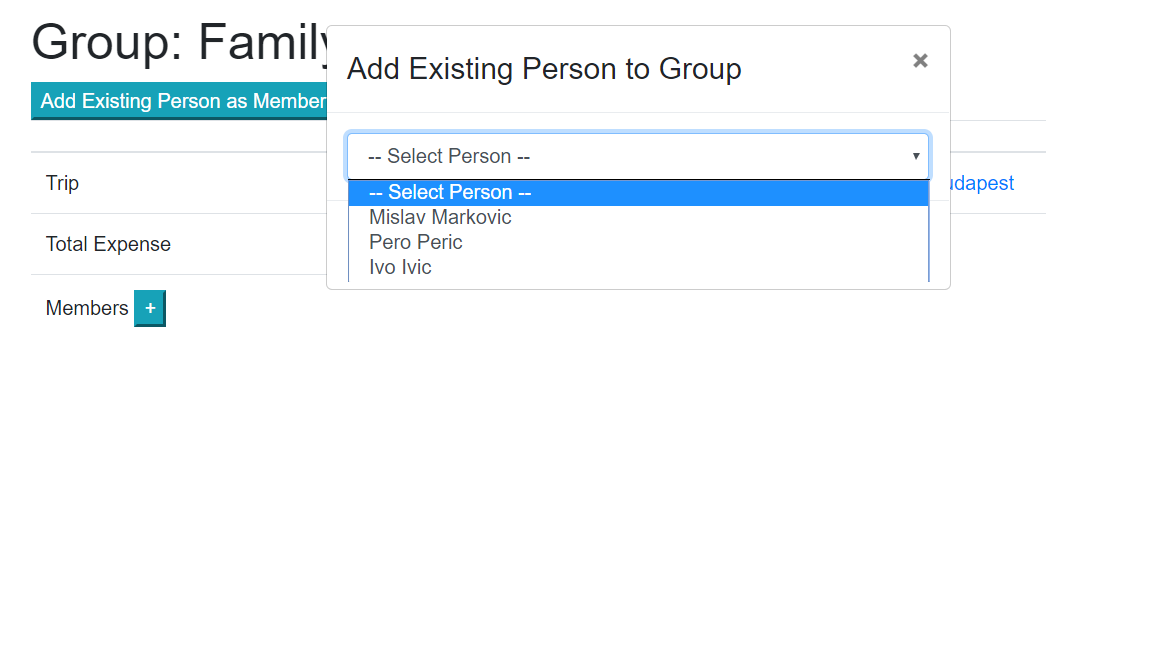 Group: Family
Add Existing Person as Member
Add Existing Person to Group
×
-- Select Person --
-- Select Person --
Mislav Markovic
Pero Peric
Ivo Ivic
Trip
udapest
Total Expense
Members +